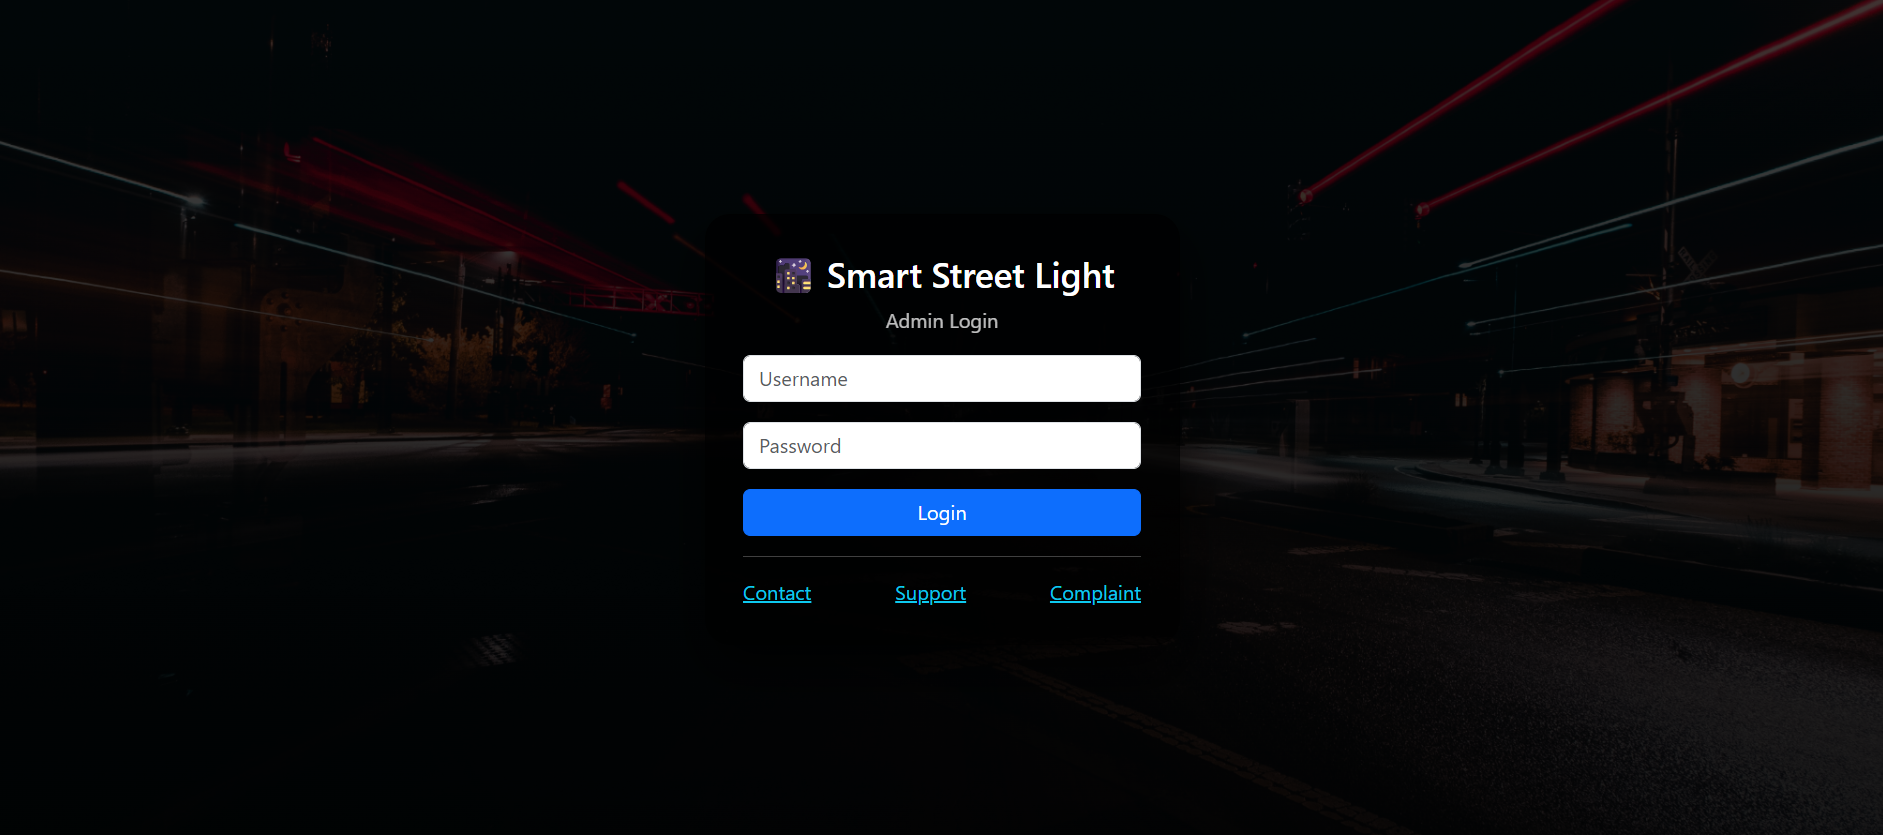 Smart Street Light
Admin Login
Username
Password
Login
Contact Support Complaint